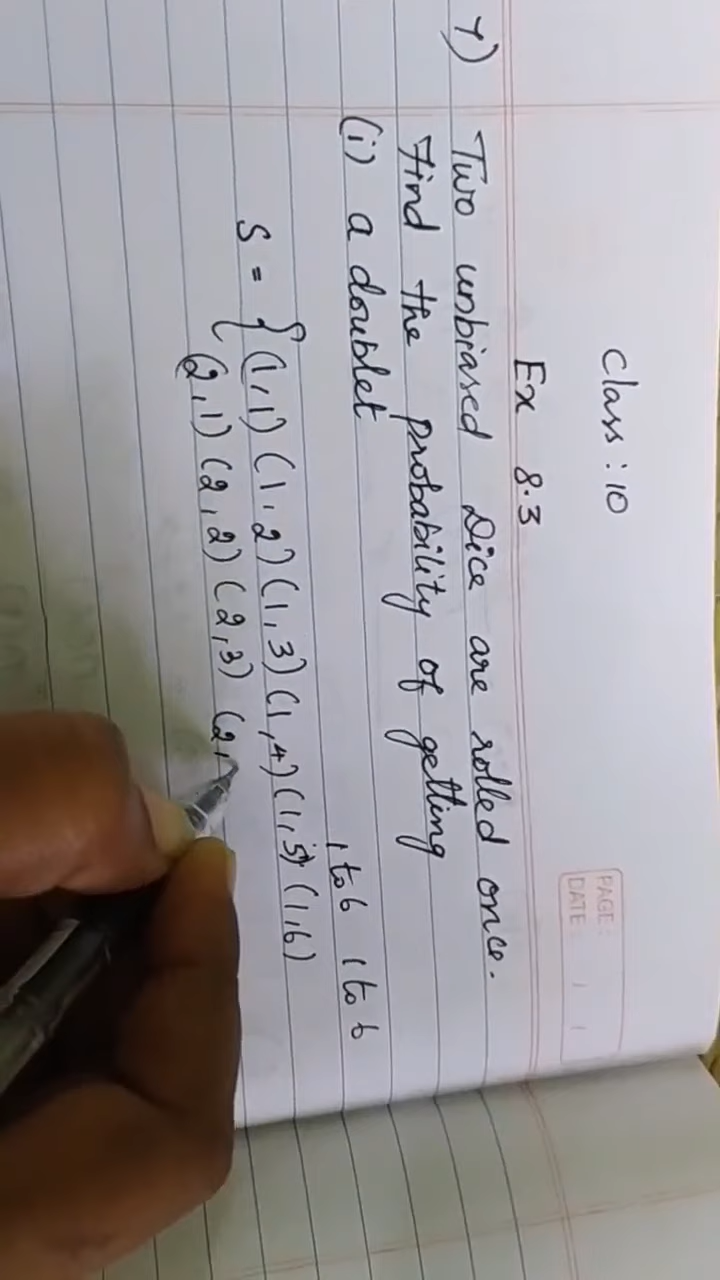 Class : 10
PAGE :
DATE : / /
Ex 8.3
7) Two unbiased Dice are rolled once.
Find the probability of getting
(i) a doublet
1 to 6 1 to 6
S = { (1,1) (1,2) (1,3) (1,4) (1,5) (1,6)
(2,1) (2,2) (2,3) (2,